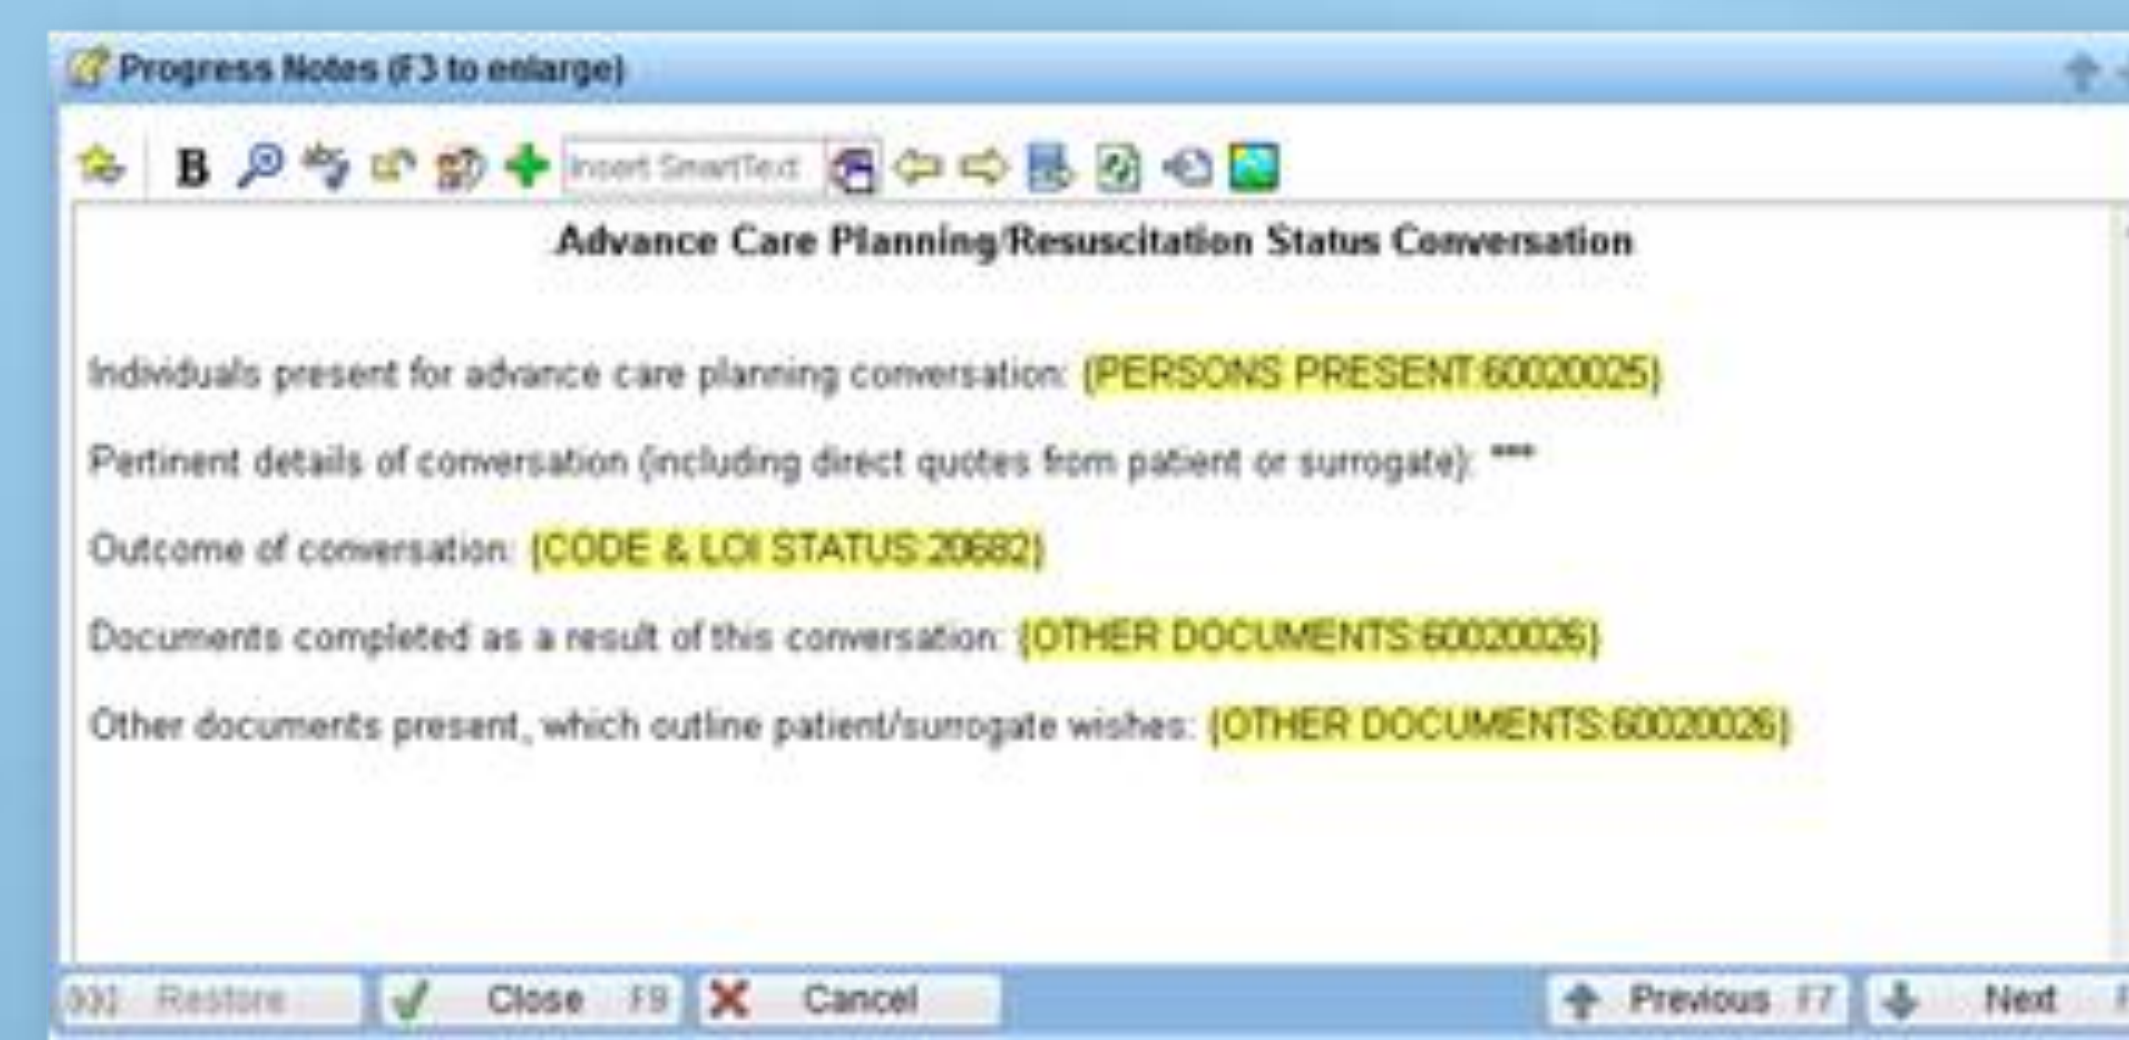 Progress Notes (F3 to enlarge)
B Insert SmartText
Advance Care Planning/Resuscitation Status Conversation
Individuals present for advance care planning conversation: {PERSONS PRESENT:60020025}
Pertinent details of conversation (including direct quotes from patient or surrogate): ***
Outcome of conversation: {CODE & LOI STATUS:20682}
Documents completed as a result of this conversation: {OTHER DOCUMENTS:60020026}
Other documents present, which outline patient/surrogate wishes: {OTHER DOCUMENTS:60020026}
Restore Close F9 Cancel Previous F7 Next